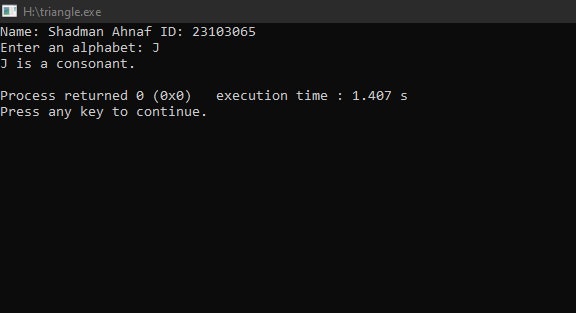 H:\triangle.exe
Name: Shadman Ahnaf ID: 23103065
Enter an alphabet: J
J is a consonant.
Process returned 0 (0x0)   execution time : 1.407 s
Press any key to continue.